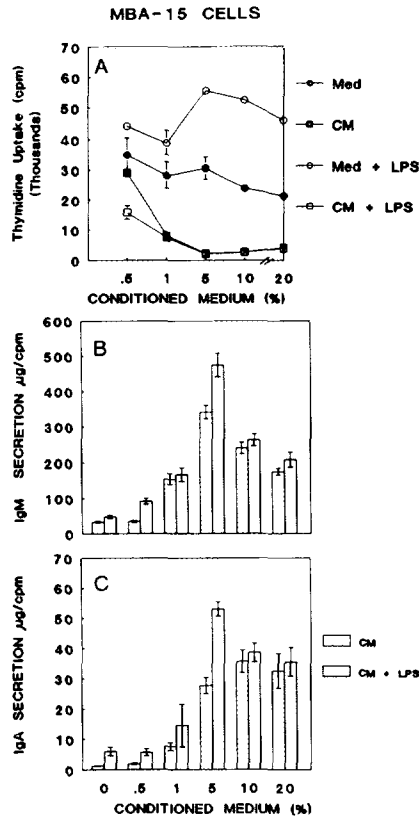 MBA-15 CELLS
A
Thymidine Uptake (cpm)
(Thousands)
70
60
50
40
30
20
10
0
.5 1 5 10 20
CONDITIONED MEDIUM (%)
Med
CM
Med + LPS
CM + LPS
B
IgM SECRETION µg/cpm
600
500
400
300
200
100
0
C
IgA SECRETION µg/cpm
70
60
50
40
30
20
10
0
0 .5 1 5 10 20
CONDITIONED MEDIUM (%)
CM
CM + LPS